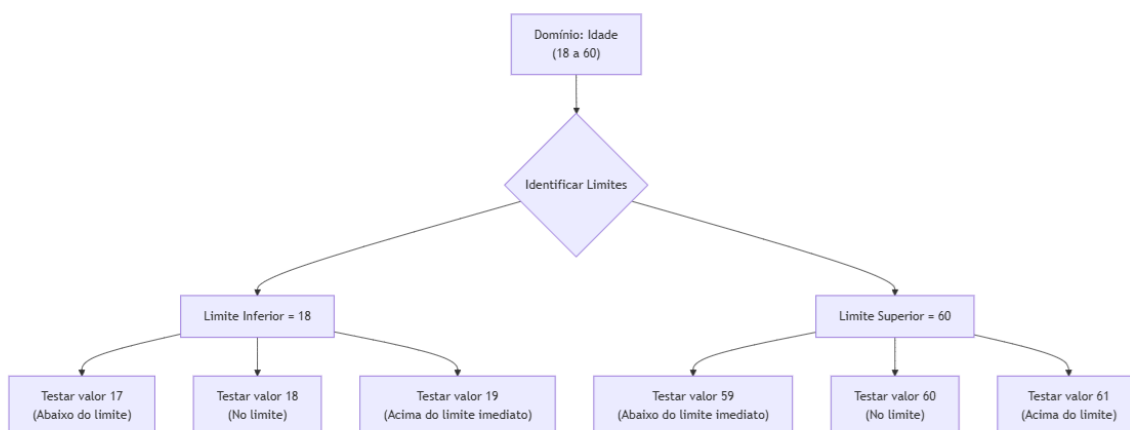 Domínio: Idade
(18 a 60)
Identificar Limites
Limite Inferior = 18
Limite Superior = 60
Testar valor 17
(Abaixo do limite)
Testar valor 18
(No limite)
Testar valor 19
(Acima do limite imediato)
Testar valor 59
(Abaixo do limite imediato)
Testar valor 60
(No limite)
Testar valor 61
(Acima do limite)